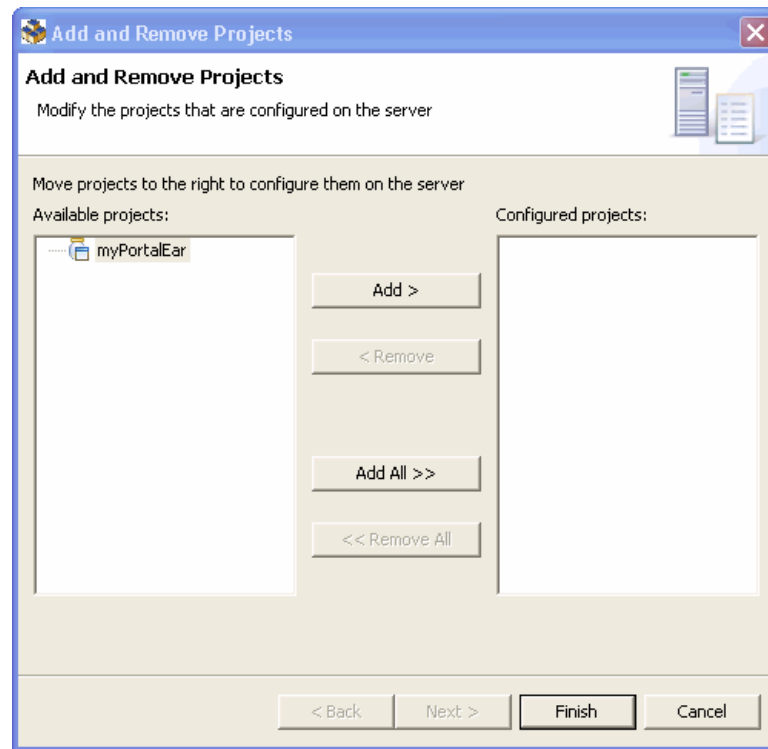 Add and Remove Projects
Add and Remove Projects
Modify the projects that are configured on the server
Move projects to the right to configure them on the server
Available projects:
Configured projects:
myPortalEar
Add >
< Remove
Add All >>
<< Remove All
< Back
Next >
Finish
Cancel